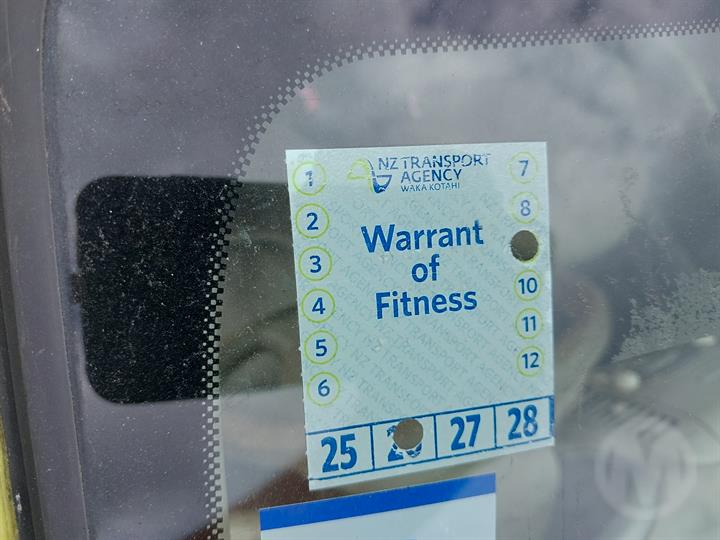 NZ TRANSPORT
AGENCY
WAKA KOTAHI
Warrant
of
Fitness
1
2
3
4
5
6
7
8
10
11
12
25 27 28
M